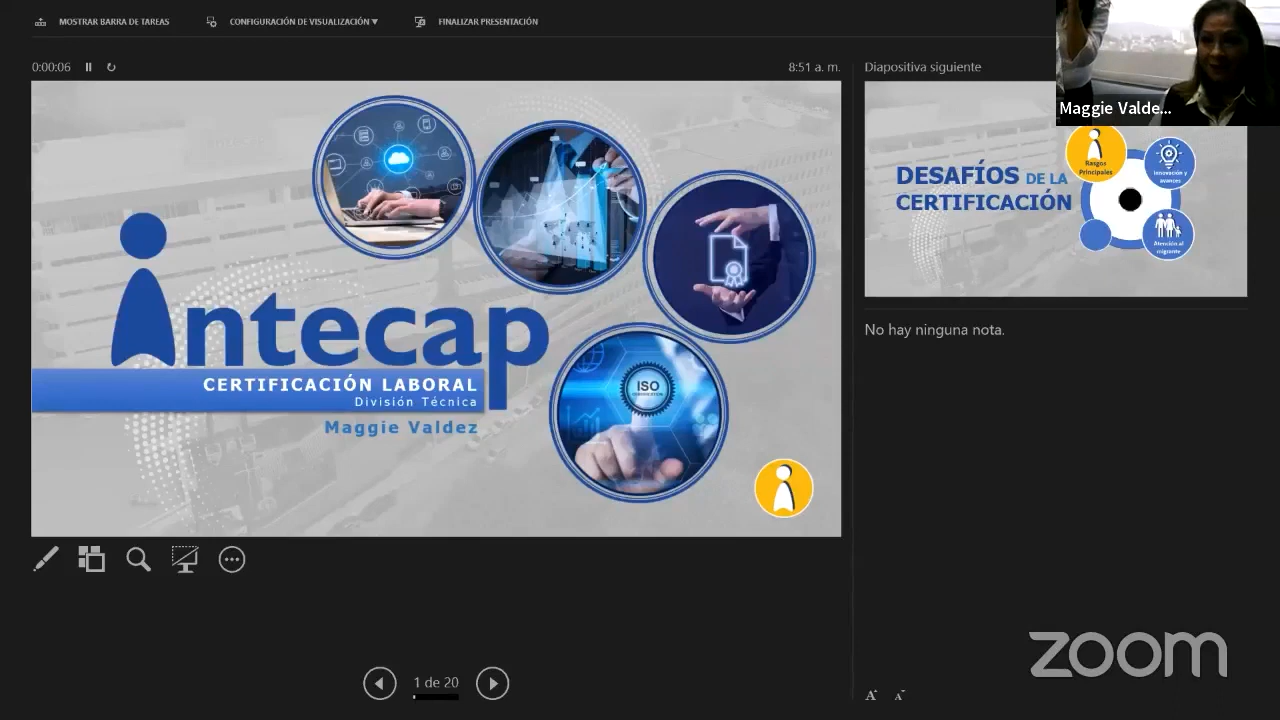 MOSTRAR BARRA DE TAREAS
CONFIGURACIÓN DE VISUALIZACIÓN ▼
FINALIZAR PRESENTACIÓN
0:00:06
8:51 a. m.
Diapositiva siguiente
Maggie Valde...
intecap
CERTIFICACIÓN LABORAL
División Técnica
Maggie Valdez
ISO
DESAFÍOS DE LA
CERTIFICACIÓN
Rasgos
Principales
Innovación y
avances
Atención al
migrante
No hay ninguna nota.
1 de 20
zoom